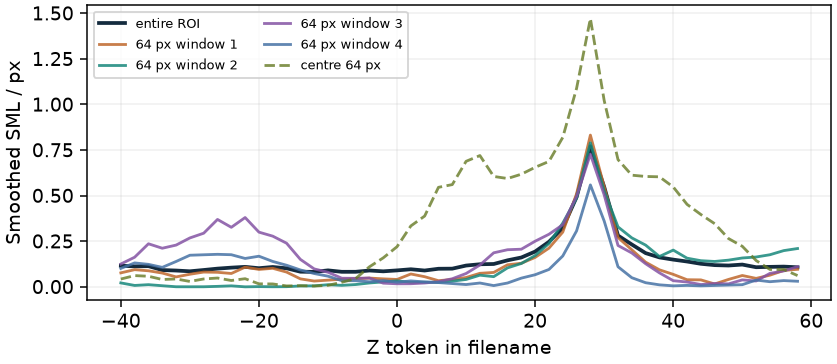 1.50
1.25
1.00
0.75
0.50
0.25
0.00
Smoothed SML / px
entire ROI
64 px window 1
64 px window 2
64 px window 3
64 px window 4
centre 64 px
−40 −20 0 20 40 60
Z token in filename